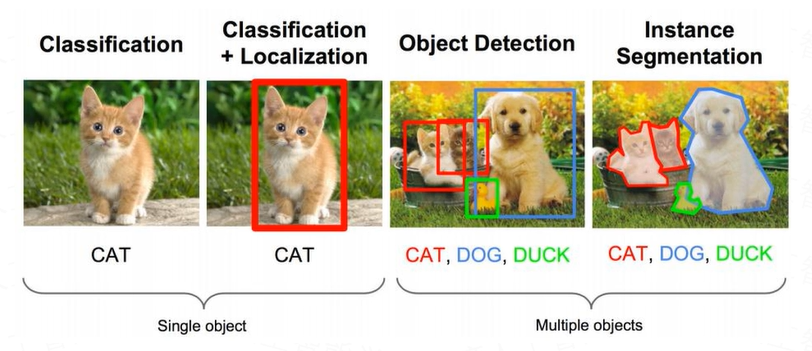 Classification
Classification
+ Localization
Object Detection
Instance
Segmentation
CAT
CAT
CAT, DOG, DUCK
CAT, DOG, DUCK
Single object
Multiple objects